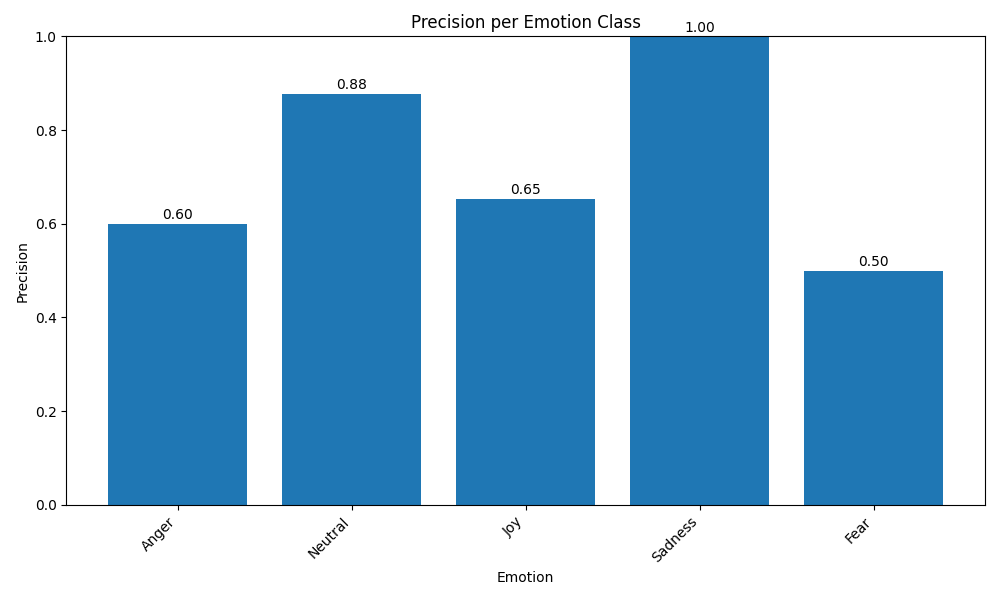 Precision per Emotion Class
1.0
0.8
0.6
0.4
0.2
0.0
Precision
0.60
0.88
0.65
1.00
0.50
Anger
Neutral
Joy
Sadness
Fear
Emotion